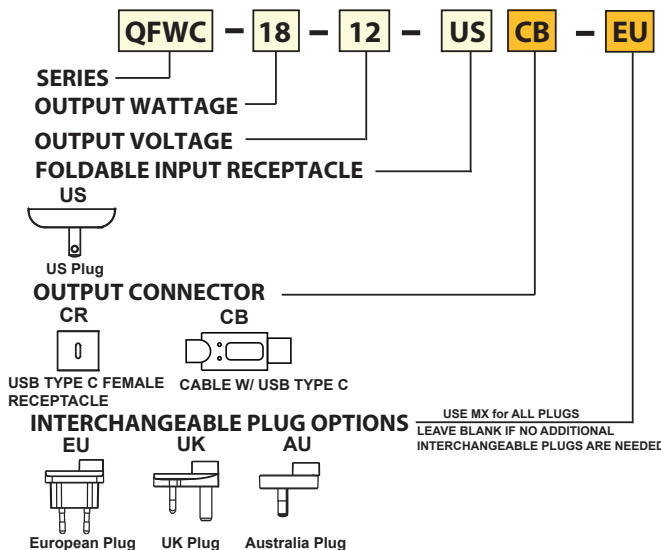 QFWC - 18 - 12 - US CB - EU
SERIES
OUTPUT WATTAGE
OUTPUT VOLTAGE
FOLDABLE INPUT RECEPTACLE
US
US Plug
OUTPUT CONNECTOR
CR CB
USB TYPE C FEMALE
RECEPTACLE
CABLE W/ USB TYPE C
INTERCHANGEABLE PLUG OPTIONS
USE MX for ALL PLUGS
LEAVE BLANK IF NO ADDITIONAL
INTERCHANGEABLE PLUGS ARE NEEDED
EU UK AU
European Plug UK Plug Australia Plug